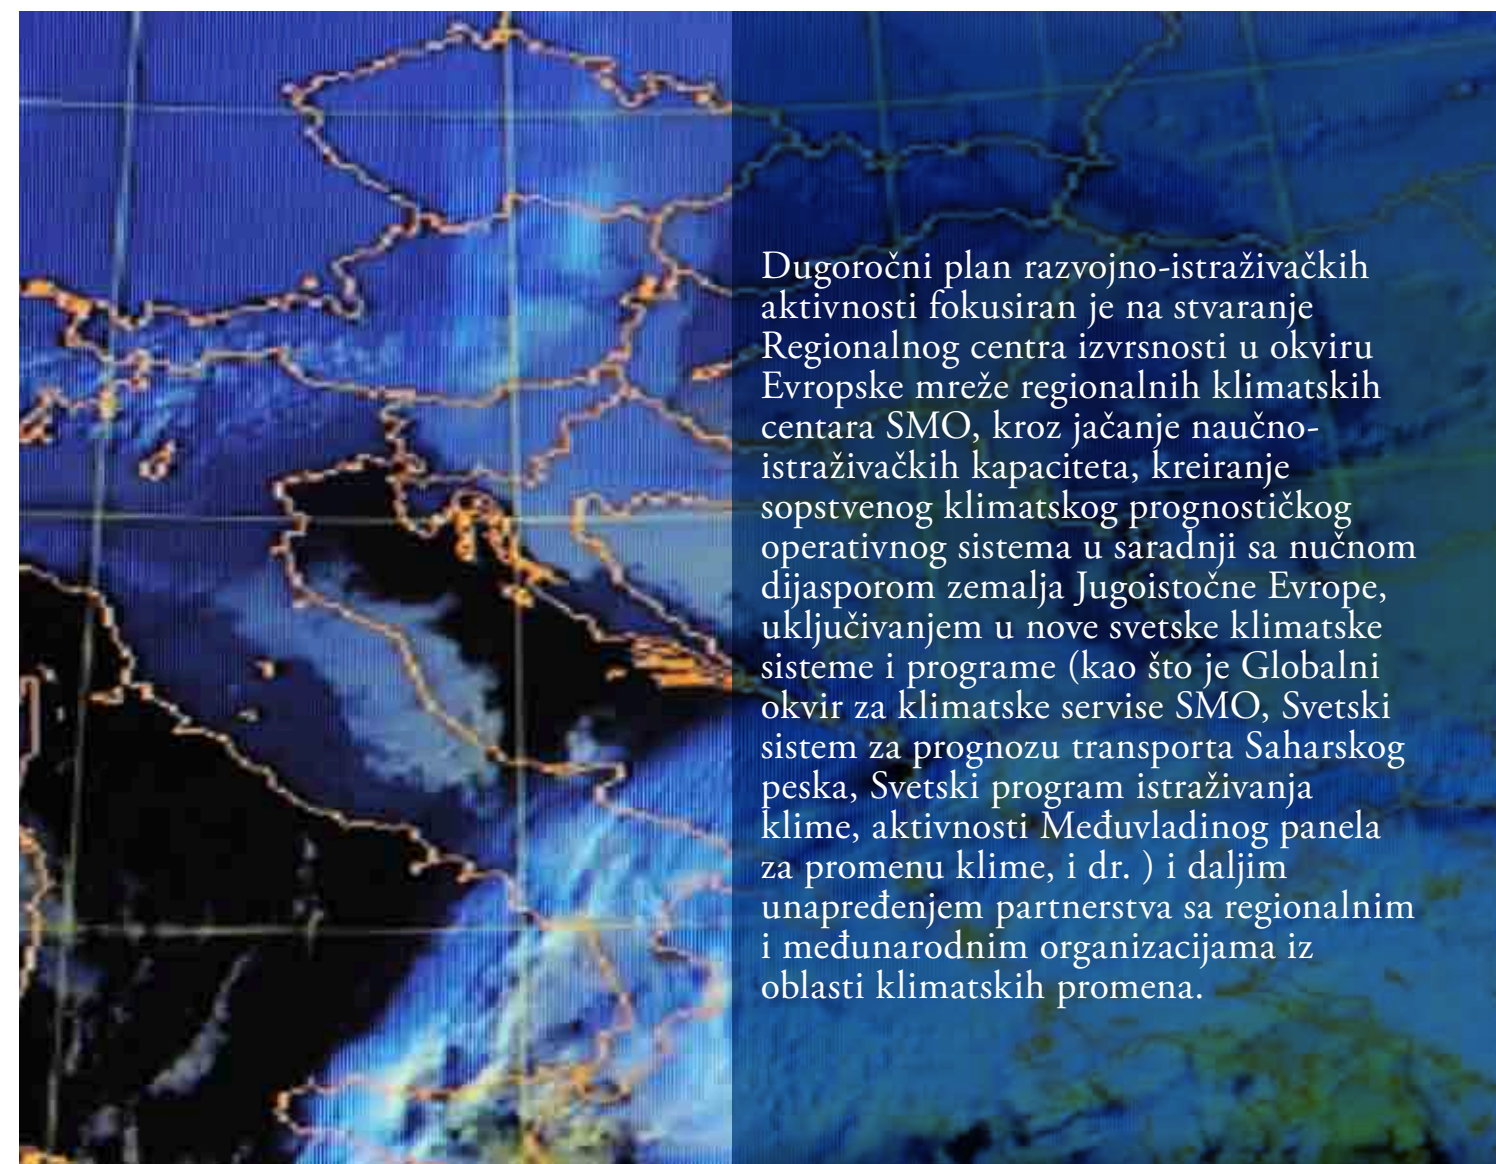 Dugoročni plan razvojno-istraživačkih
aktivnosti fokusiran je na stvaranje
Regionalnog centra izvrsnosti u okviru
Evropske mreže regionalnih klimatskih
centara SMO, kroz jačanje naučno-
istraživačkih kapaciteta, kreiranje
sopstvenog klimatskog prognostičkog
operativnog sistema u saradnji sa nučnom
dijasporom zemalja Jugoistočne Evrope,
uključivanjem u nove svetske klimatske
sisteme i programe (kao što je Globalni
okvir za klimatske servise SMO, Svetski
sistem za prognozu transporta Saharskog
peska, Svetski program istraživanja
klime, aktivnosti Međuvladinog panela
za promenu klime, i dr. ) i daljim
unapređenjem partnerstva sa regionalnim
i međunarodnim organizacijama iz
oblasti klimatskih promena.